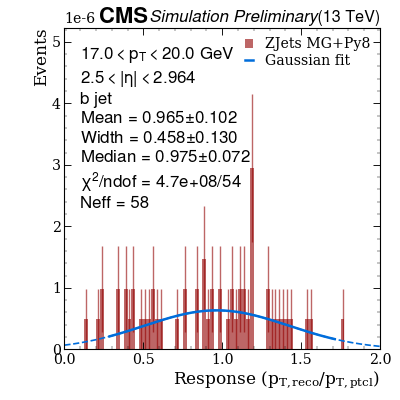 1e-6 CMS Simulation Preliminary (13 TeV)
Events
17.0 < pT < 20.0 GeV
2.5 < |η| < 2.964
b jet
Mean = 0.965±0.102
Width = 0.458±0.130
Median = 0.975±0.072
χ²/ndof = 4.7e+08/54
Neff = 58
ZJets MG+Py8
Gaussian fit
5
4
3
2
1
0
0.0 0.5 1.0 1.5 2.0
Response (pT,reco/pT,ptcl)